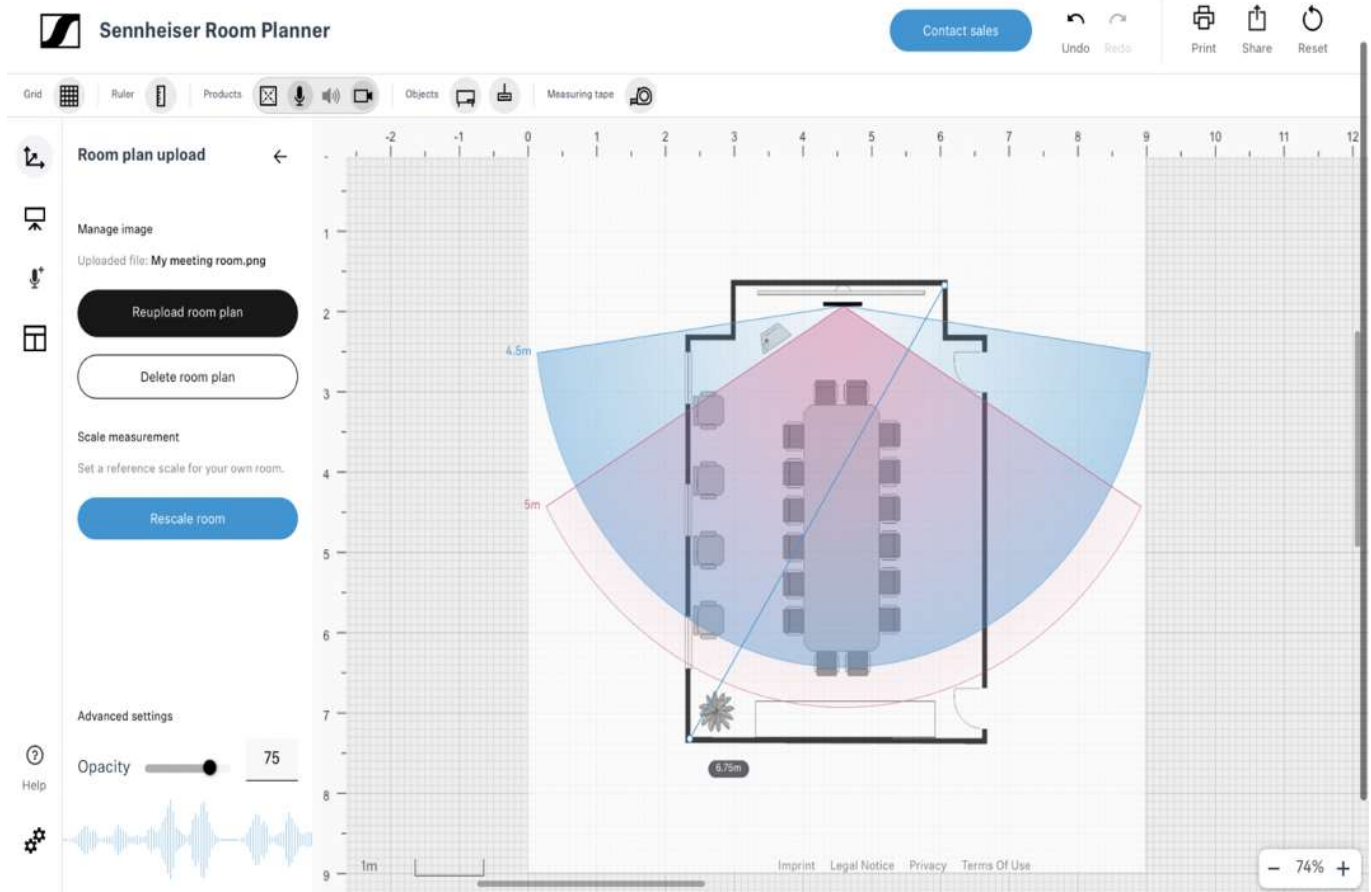 Sennheiser Room Planner
Contact sales
Undo
Redo
Print
Share
Reset
Grid
Ruler
Products
Objects
Measuring tape
-2 -1 0 1 2 3 4 5 6 7 8 9 10 11 12
Room plan upload
Manage image
Uploaded file: My meeting room.png
Reupload room plan
Delete room plan
Scale measurement
Set a reference scale for your own room.
Rescale room
Advanced settings
Opacity
75
Help
1
2
3
4
5
6
7
8
9
4.5m
5m
6.75m
1m
Imprint Legal Notice Privacy Terms Of Use
− 74% +